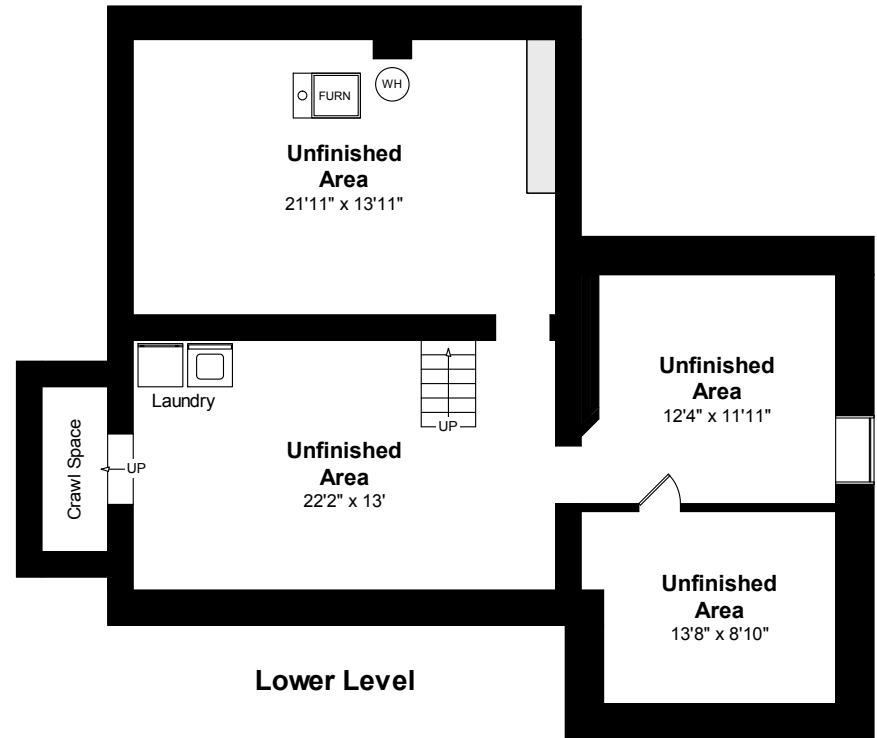 FURN
WH
Unfinished
Area
21'11" x 13'11"
Laundry
UP
Unfinished
Area
22'2" x 13'
UP
Crawl Space
Unfinished
Area
12'4" x 11'11"
Unfinished
Area
13'8" x 8'10"
Lower Level